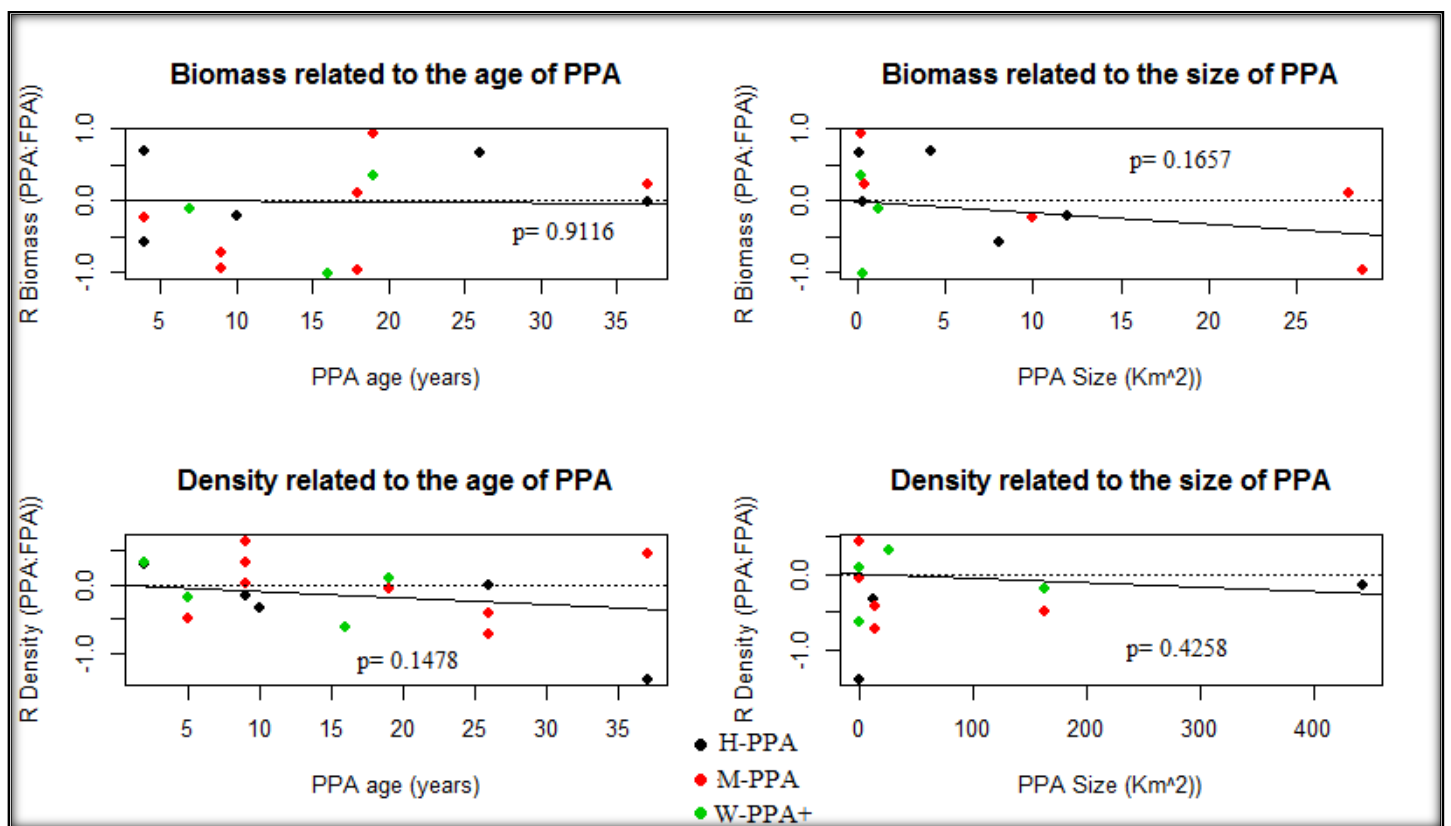 Biomass related to the age of PPA
R Biomass (PPA:FPA))
1.0
0.0
-1.0
p= 0.9116
5 10 15 20 25 30 35
PPA age (years)
Biomass related to the size of PPA
R Biomass (PPA:FPA))
1.0
0.0
-1.0
p= 0.1657
0 5 10 15 20 25
PPA Size (Km^2))
Density related to the age of PPA
R Density (PPA:FPA))
0.0
-1.0
p= 0.1478
5 10 15 20 25 30 35
PPA age (years)
Density related to the size of PPA
R Density (PPA:FPA))
0.0
-1.0
p= 0.4258
0 100 200 300 400
PPA Size (Km^2))
H-PPA
M-PPA
W-PPA+